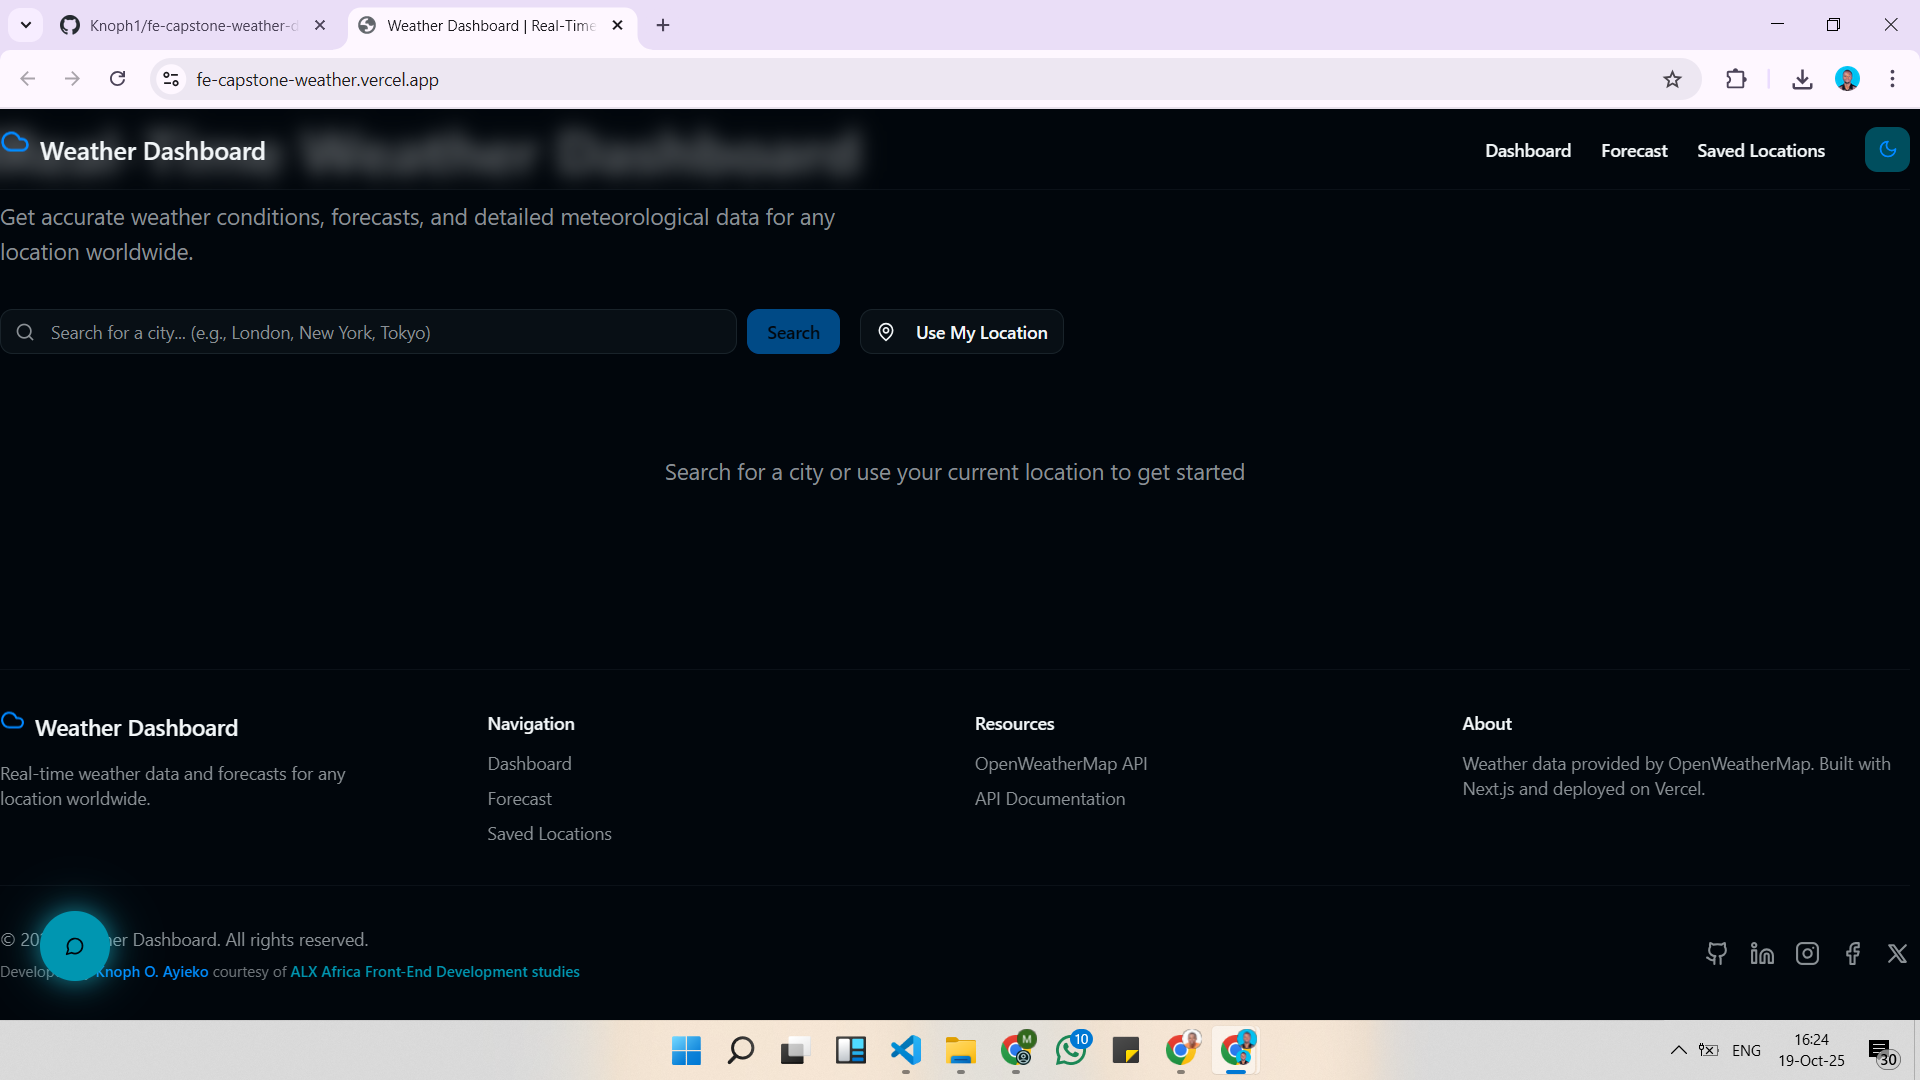 Knoph1/fe-capstone-weather-d
Weather Dashboard | Real-Time
fe-capstone-weather.vercel.app
Weather Dashboard
Weather Dashboard
Dashboard
Forecast
Saved Locations
Get accurate weather conditions, forecasts, and detailed meteorological data for any
location worldwide.
Search for a city... (e.g., London, New York, Tokyo)
Search
Use My Location
Search for a city or use your current location to get started
Weather Dashboard
Real-time weather data and forecasts for any
location worldwide.
Navigation
Dashboard
Forecast
Saved Locations
Resources
OpenWeatherMap API
API Documentation
About
Weather data provided by OpenWeatherMap. Built with
Next.js and deployed on Vercel.
© 20 her Dashboard. All rights reserved.
Develop Knoph O. Ayieko courtesy of ALX Africa Front-End Development studies
M
10
ENG
16:24
19-Oct-25
30